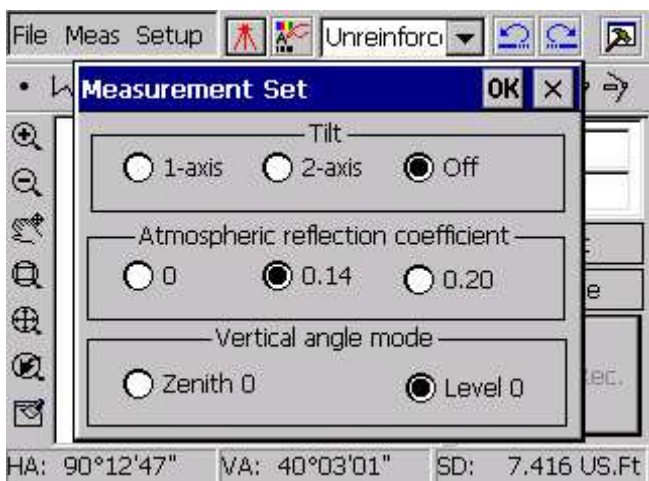 File Meas Setup Unreinforc
Measurement Set OK
Tilt
1-axis 2-axis Off
Atmospheric reflection coefficient
0 0.14 0.20
e
Vertical angle mode
Zenith 0 Level 0
ec.
HA: 90°12'47" VA: 40°03'01" SD: 7.416 US.Ft